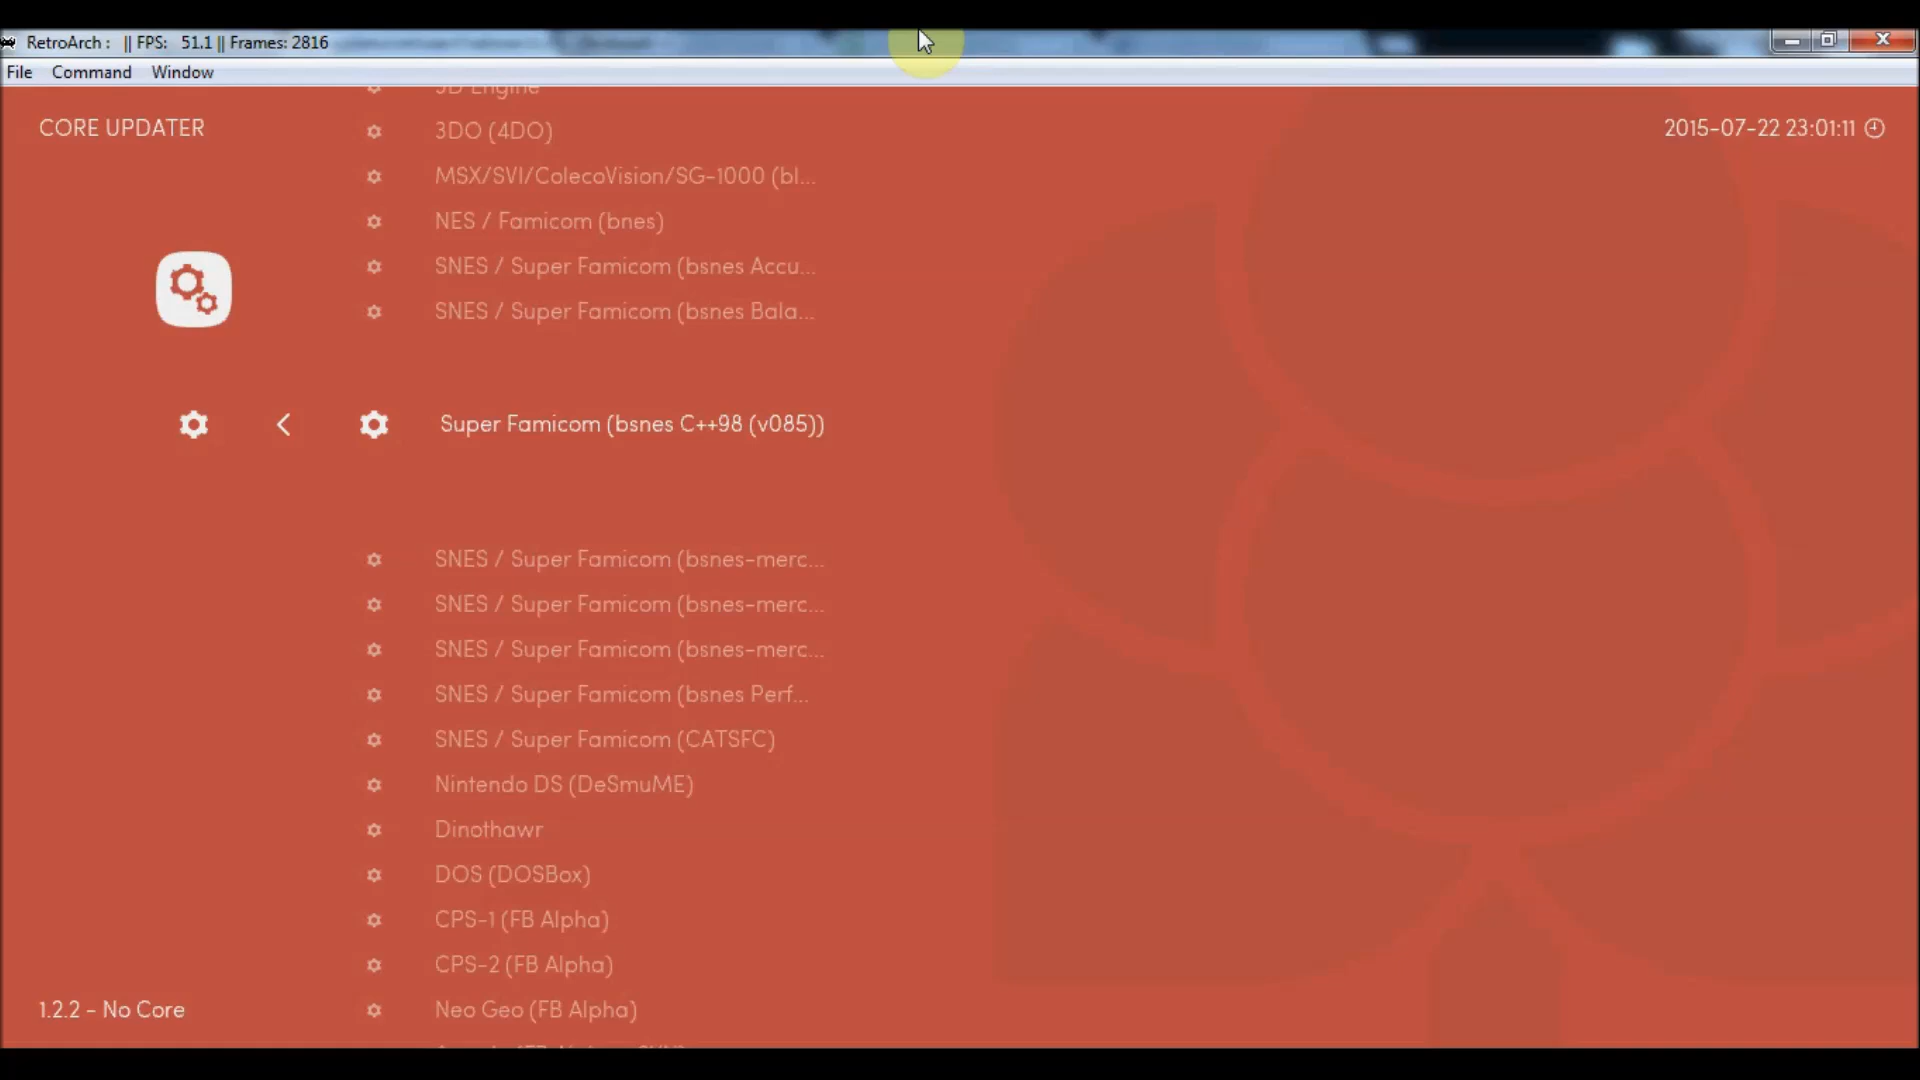 RetroArch : || FPS: 51.1 || Frames: 2816
File Command Window
3D Engine
CORE UPDATER
3DO (4DO)
2015-07-22 23:01:11
MSX/SVI/ColecoVision/SG-1000 (bl...
NES / Famicom (bnes)
SNES / Super Famicom (bsnes Accu...
SNES / Super Famicom (bsnes Bala...
Super Famicom (bsnes C++98 (v085))
SNES / Super Famicom (bsnes-merc...
SNES / Super Famicom (bsnes-merc...
SNES / Super Famicom (bsnes-merc...
SNES / Super Famicom (bsnes Perf...
SNES / Super Famicom (CATSFC)
Nintendo DS (DeSmuME)
Dinothawr
DOS (DOSBox)
CPS-1 (FB Alpha)
CPS-2 (FB Alpha)
1.2.2 - No Core
Neo Geo (FB Alpha)